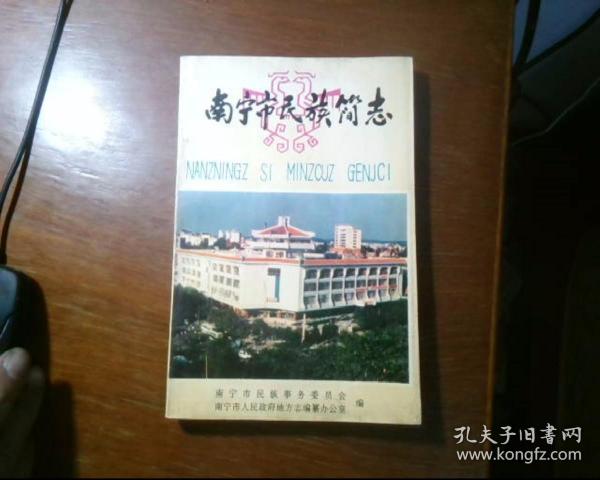 南宁市民族简志
NANZNINGZ SI MINZCUZ GENJCI
南宁市民族事务委员会
南宁市人民政府地方志编纂办公室 编
孔夫子旧书网
www.kongfz.com